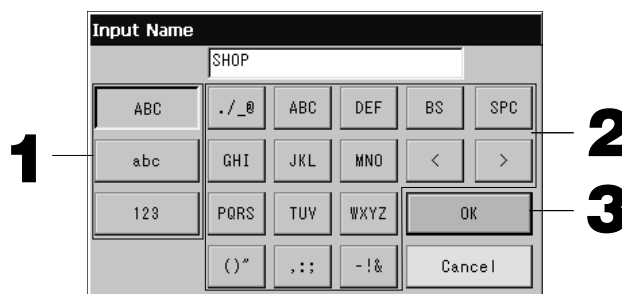 Input Name
SHOP
ABC ./_@ ABC DEF BS SPC
1 abc GHI JKL MNO < > 2
123 PQRS TUV WXYZ OK 3
()" ,:; -!& Cancel